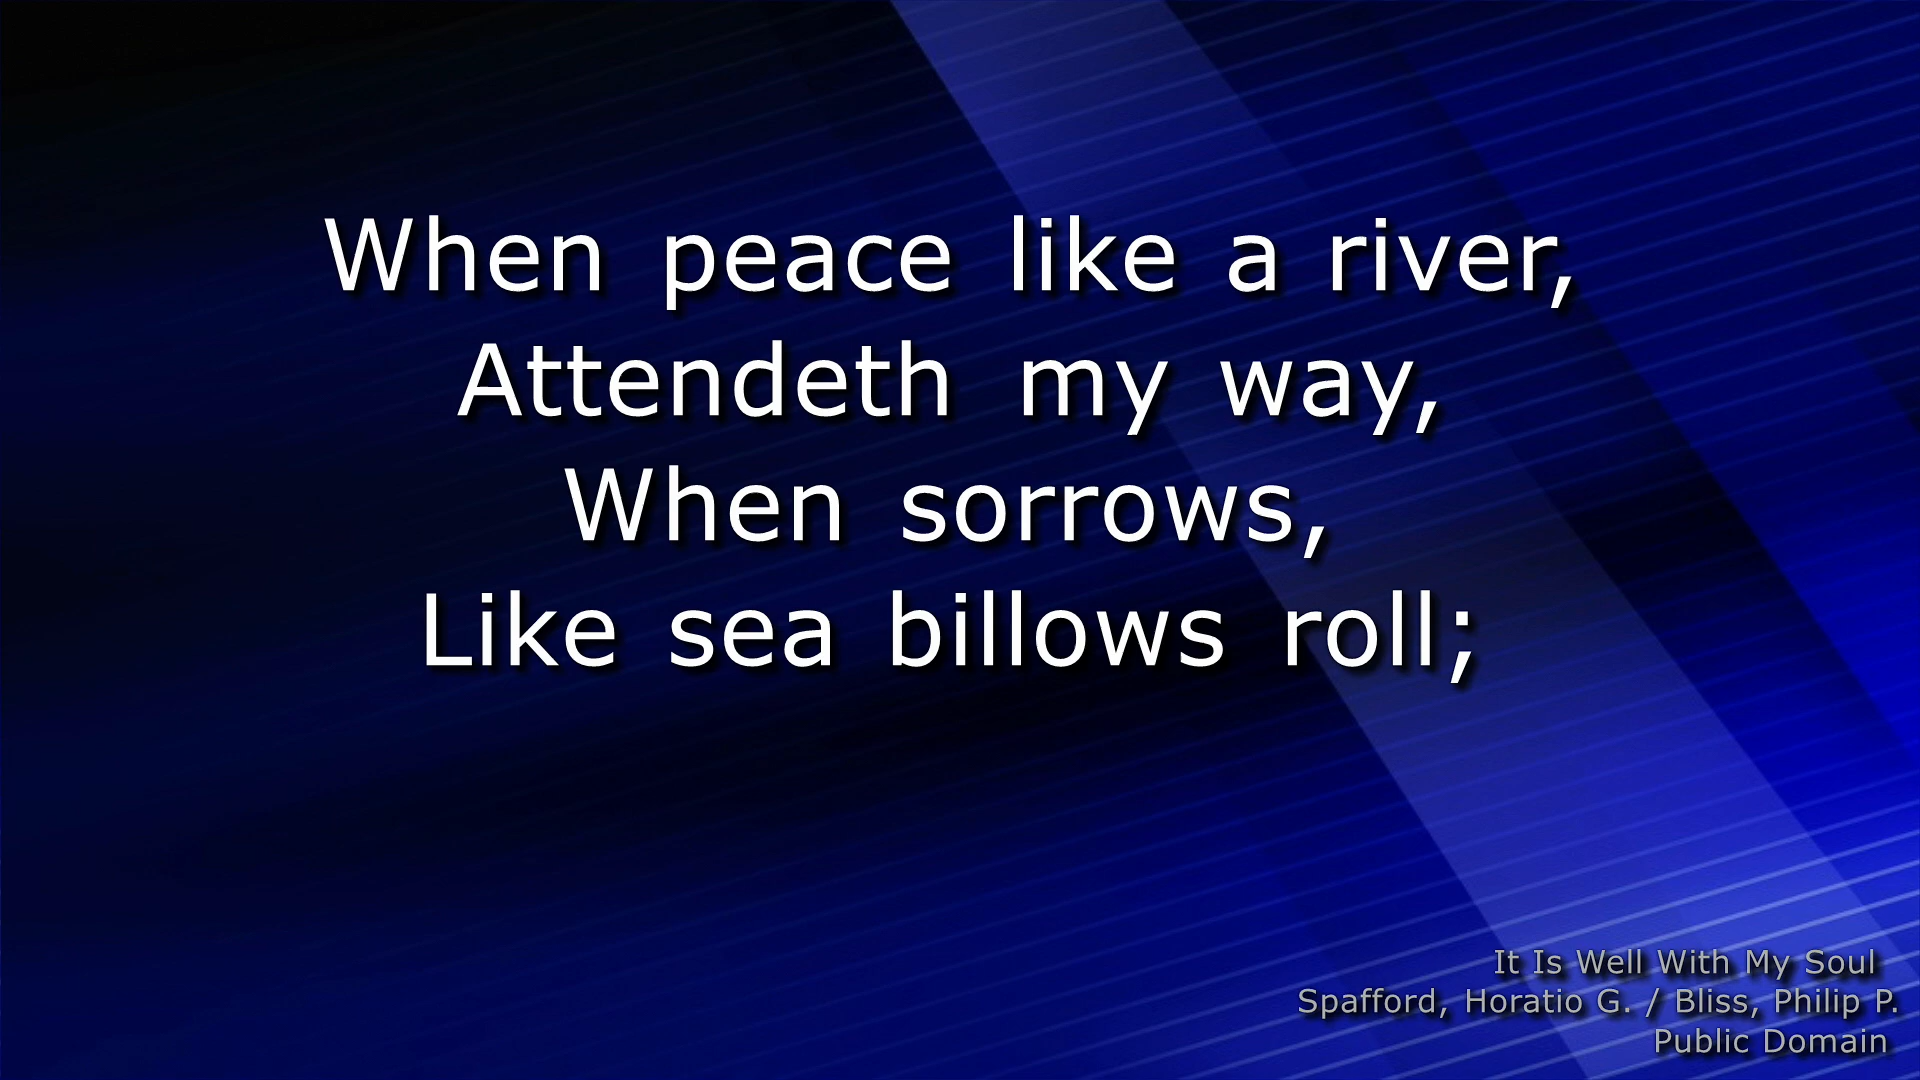 When peace like a river,
Attendeth my way,
When sorrows,
Like sea billows roll;
It Is Well With My Soul
Spafford, Horatio G. / Bliss, Philip P.
Public Domain